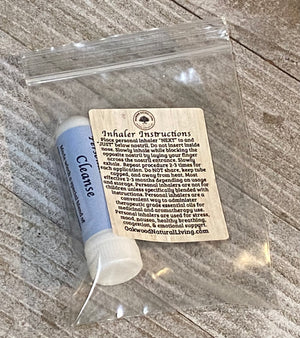 Inhaler Instructions
Place personal inhaler "NEXT" to and
"JUST" below nostril. Do not insert inside
nose. Slowly inhale while blocking the
opposite nostril by laying your finger
across the nostril entrance. Slowly
exhale. Repeat procedure 2-3 times for
each application. Do NOT share, keep tube
capped, and away from heat. Most
effective 2-3 months depending on usage
and storage. Personal inhalers are not for
children unless specifically blended with
instructions. Personal inhalers are a
convenient way to administer
therapeutic grade essential oils for
medicinal and aromatherapy use.
Personal inhalers are used for stress,
mood, nausea, healthy breathing,
congestion, & emotional support.
OakwoodNaturalLiving.com
Cleanse